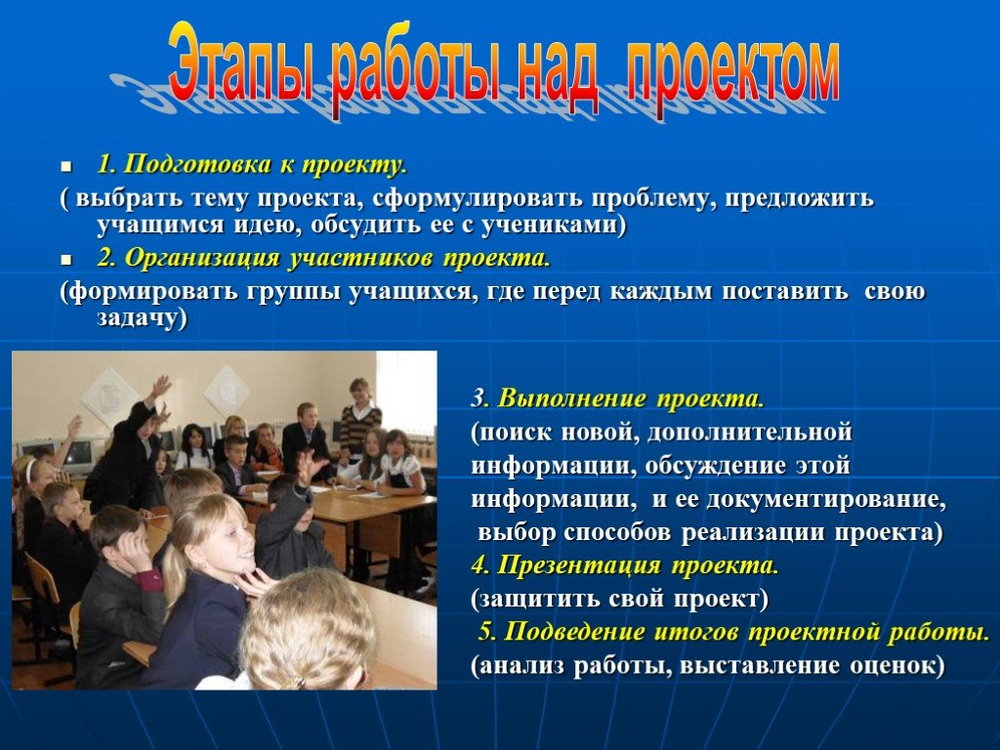 Этапы работы над проектом
1. Подготовка к проекту.
( выбрать тему проекта, сформулировать проблему, предложить
учащимся идею, обсудить ее с учениками)
2. Организация участников проекта.
(формировать группы учащихся, где перед каждым поставить свою
задачу)
3. Выполнение проекта.
(поиск новой, дополнительной
информации, обсуждение этой
информации, и ее документирование,
выбор способов реализации проекта)
4. Презентация проекта.
(защитить свой проект)
5. Подведение итогов проектной работы.
(анализ работы, выставление оценок)